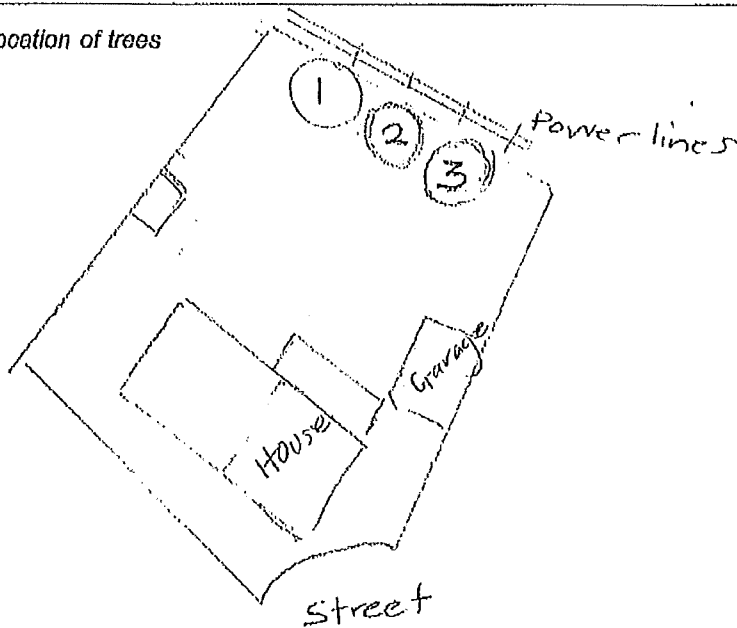 ocation of trees
1
2
Power lines
3
Garage
House
Street